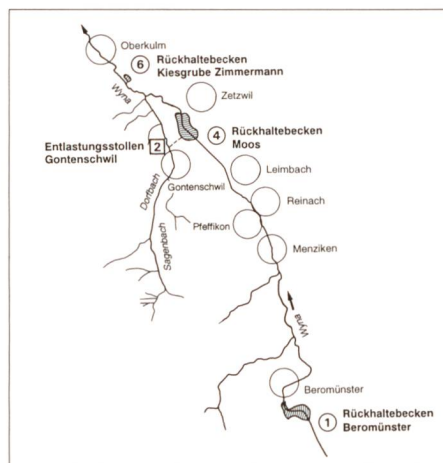 Oberkulm
6
Rückhaltebecken
Kiesgrube Zimmermann
Wyna
Zetzwil
Entlastungsstollen
Gontenschwil
2
4
Rückhaltebecken
Moos
Leimbach
Gontenschwil
Dorfbach
Reinach
Pfeffikon
Sagenbach
Menziken
Wyna
Beromünster
1
Rückhaltebecken
Beromünster